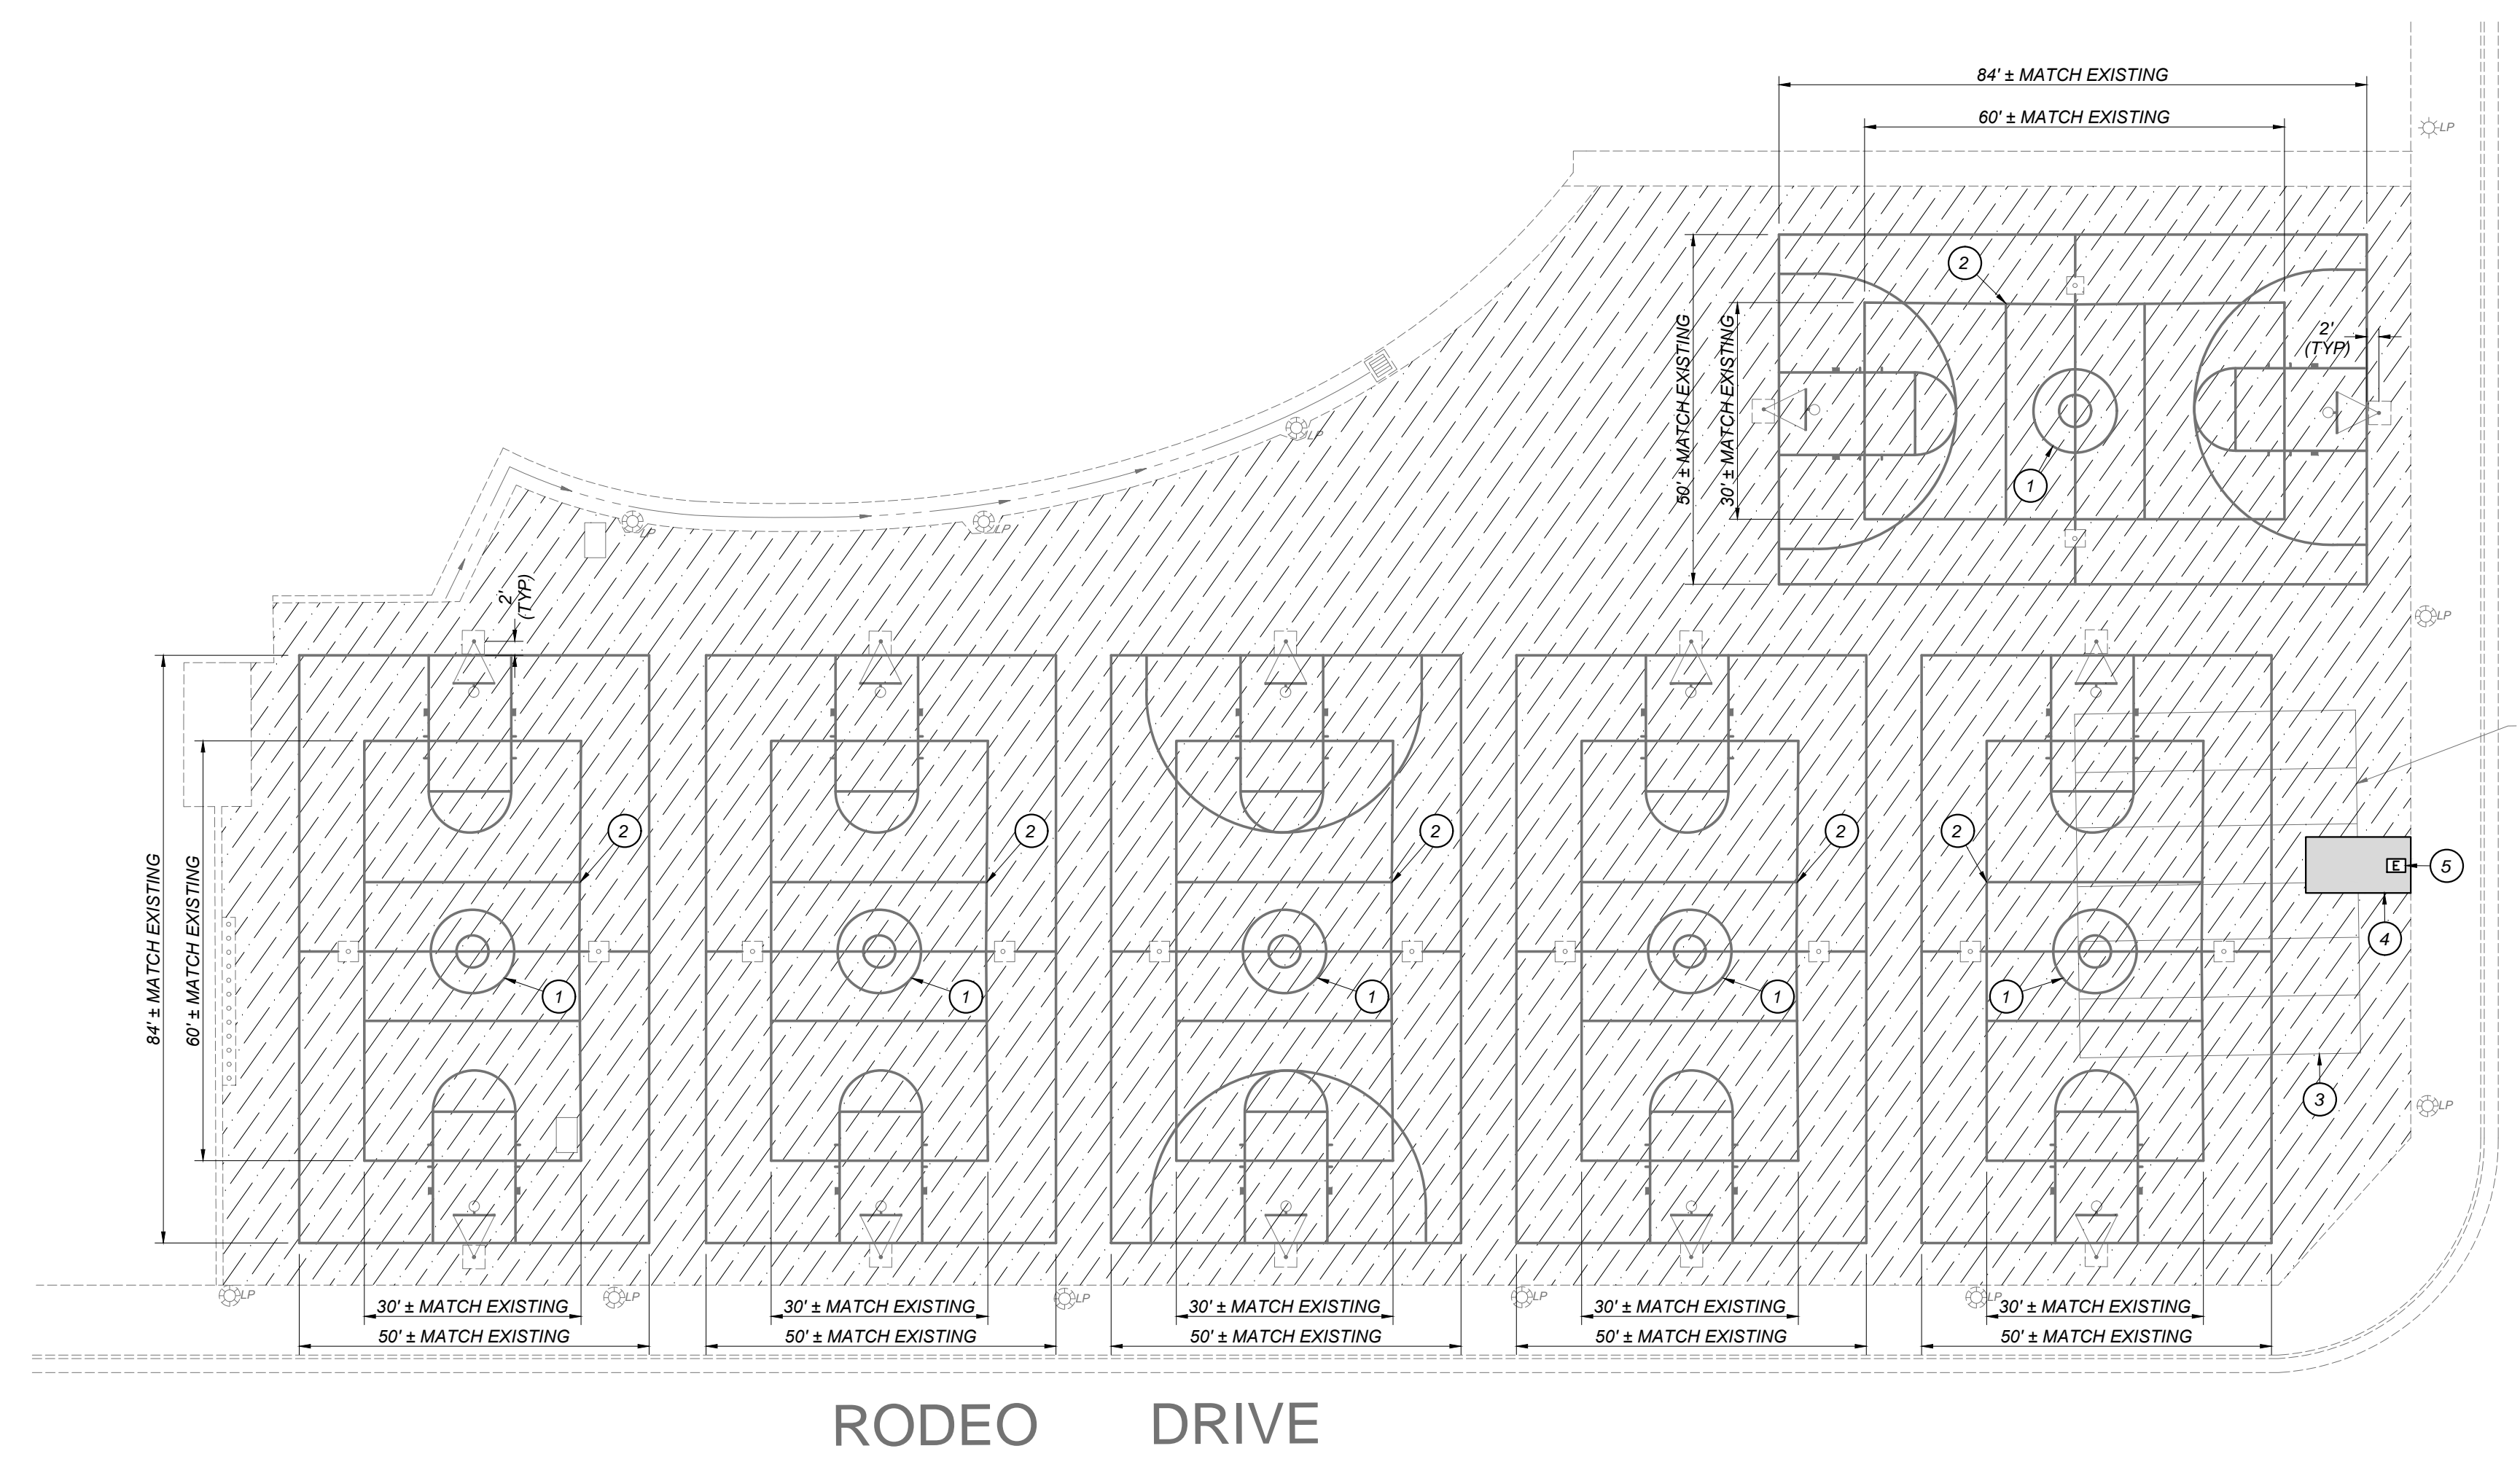 84' ± MATCH EXISTING
60' ± MATCH EXISTING
LP
2
50' ± MATCH EXISTING
30' ± MATCH EXISTING
2'
(TYP)
1
LP
LP
LP
2'
(TYP)
LP
84' ± MATCH EXISTING
60' ± MATCH EXISTING
2
2
2
2
2
E
5
4
1
1
1
1
1
3
LP
LP
LP
LP
LP
LP
30' ± MATCH EXISTING
30' ± MATCH EXISTING
30' ± MATCH EXISTING
30' ± MATCH EXISTING
30' ± MATCH EXISTING
50' ± MATCH EXISTING
50' ± MATCH EXISTING
50' ± MATCH EXISTING
50' ± MATCH EXISTING
50' ± MATCH EXISTING
RODEO DRIVE